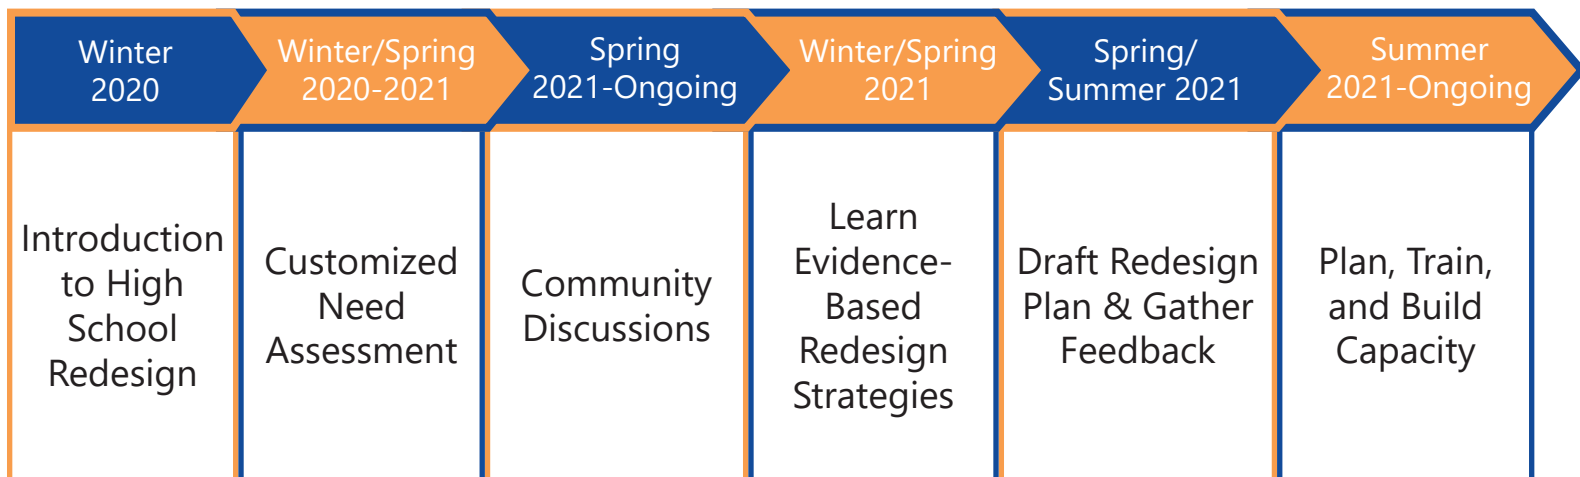 Winter
2020
Winter/Spring
2020-2021
Spring
2021-Ongoing
Winter/Spring
2021
Spring/
Summer 2021
Summer
2021-Ongoing
Introduction
to High
School
Redesign
Customized
Need
Assessment
Community
Discussions
Learn
Evidence-
Based
Redesign
Strategies
Draft Redesign
Plan & Gather
Feedback
Plan, Train,
and Build
Capacity